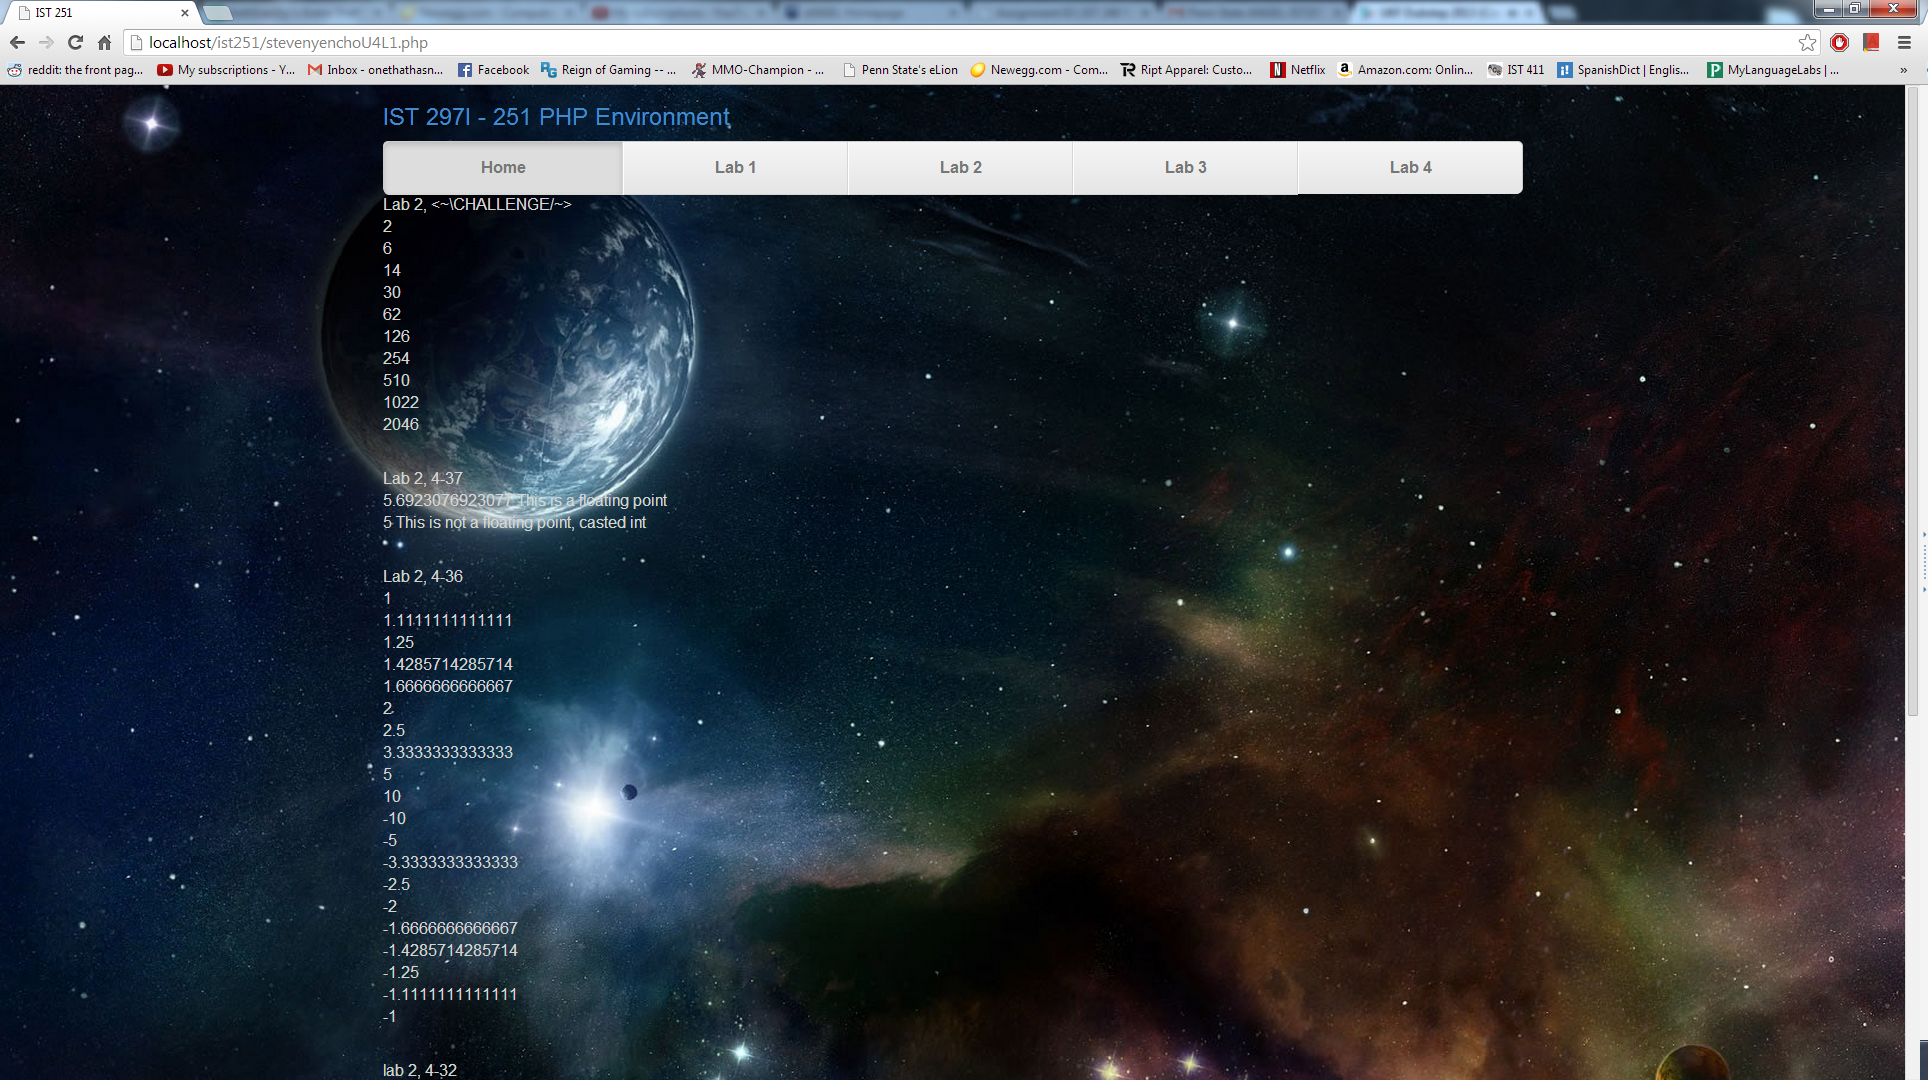 IST 251
localhost/ist251/stevenyenchoU4L1.php
reddit: the front pag... My subscriptions - Y... Inbox - onethathasn... Facebook Reign of Gaming -- ... MMO-Champion - ... Penn State's eLion Newegg.com - Com... Ript Apparel: Custo... Netflix Amazon.com: Onlin... IST 411 SpanishDict | Englis... MyLanguageLabs | ... »
IST 297I - 251 PHP Environment
Home Lab 1 Lab 2 Lab 3 Lab 4
Lab 2, <~\CHALLENGE/~>
2
6
14
30
62
126
254
510
1022
2046
Lab 2, 4-37
5.6923076923077 This is a floating point
5 This is not a floating point, casted int
Lab 2, 4-36
1
1.1111111111111
1.25
1.4285714285714
1.6666666666667
2
2.5
3.3333333333333
5
10
-10
-5
-3.3333333333333
-2.5
-2
-1.6666666666667
-1.4285714285714
-1.25
-1.1111111111111
-1
lab 2, 4-32